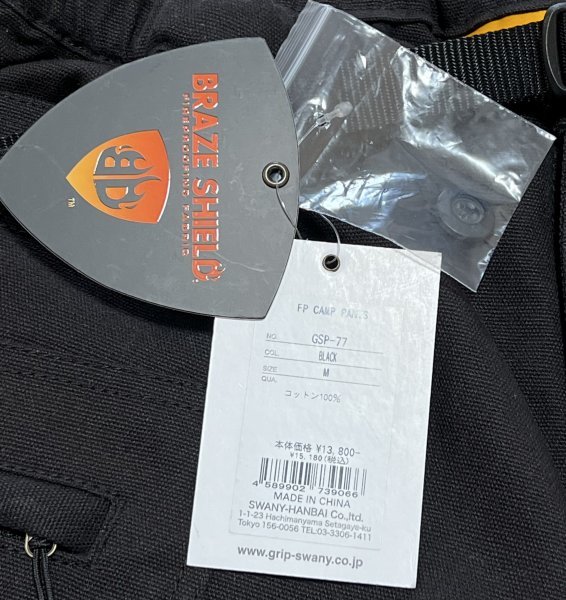 BRAZE SHIELD
FIREPROOFING FABRIC
TM
FP CAMP PANTS
NO. GSP-77
COL. BLACK
SIZE M
QUA.
コットン100%
本体価格 ¥13,800-
¥15,180(税込)
4 589902 739066
MADE IN CHINA
SWANY-HANBAI Co.,ltd.
1-1-23 Hachimanyama Setagaya-ku
Tokyo 156-0056 TEL:03-3306-1411
www.grip-swany.co.jp